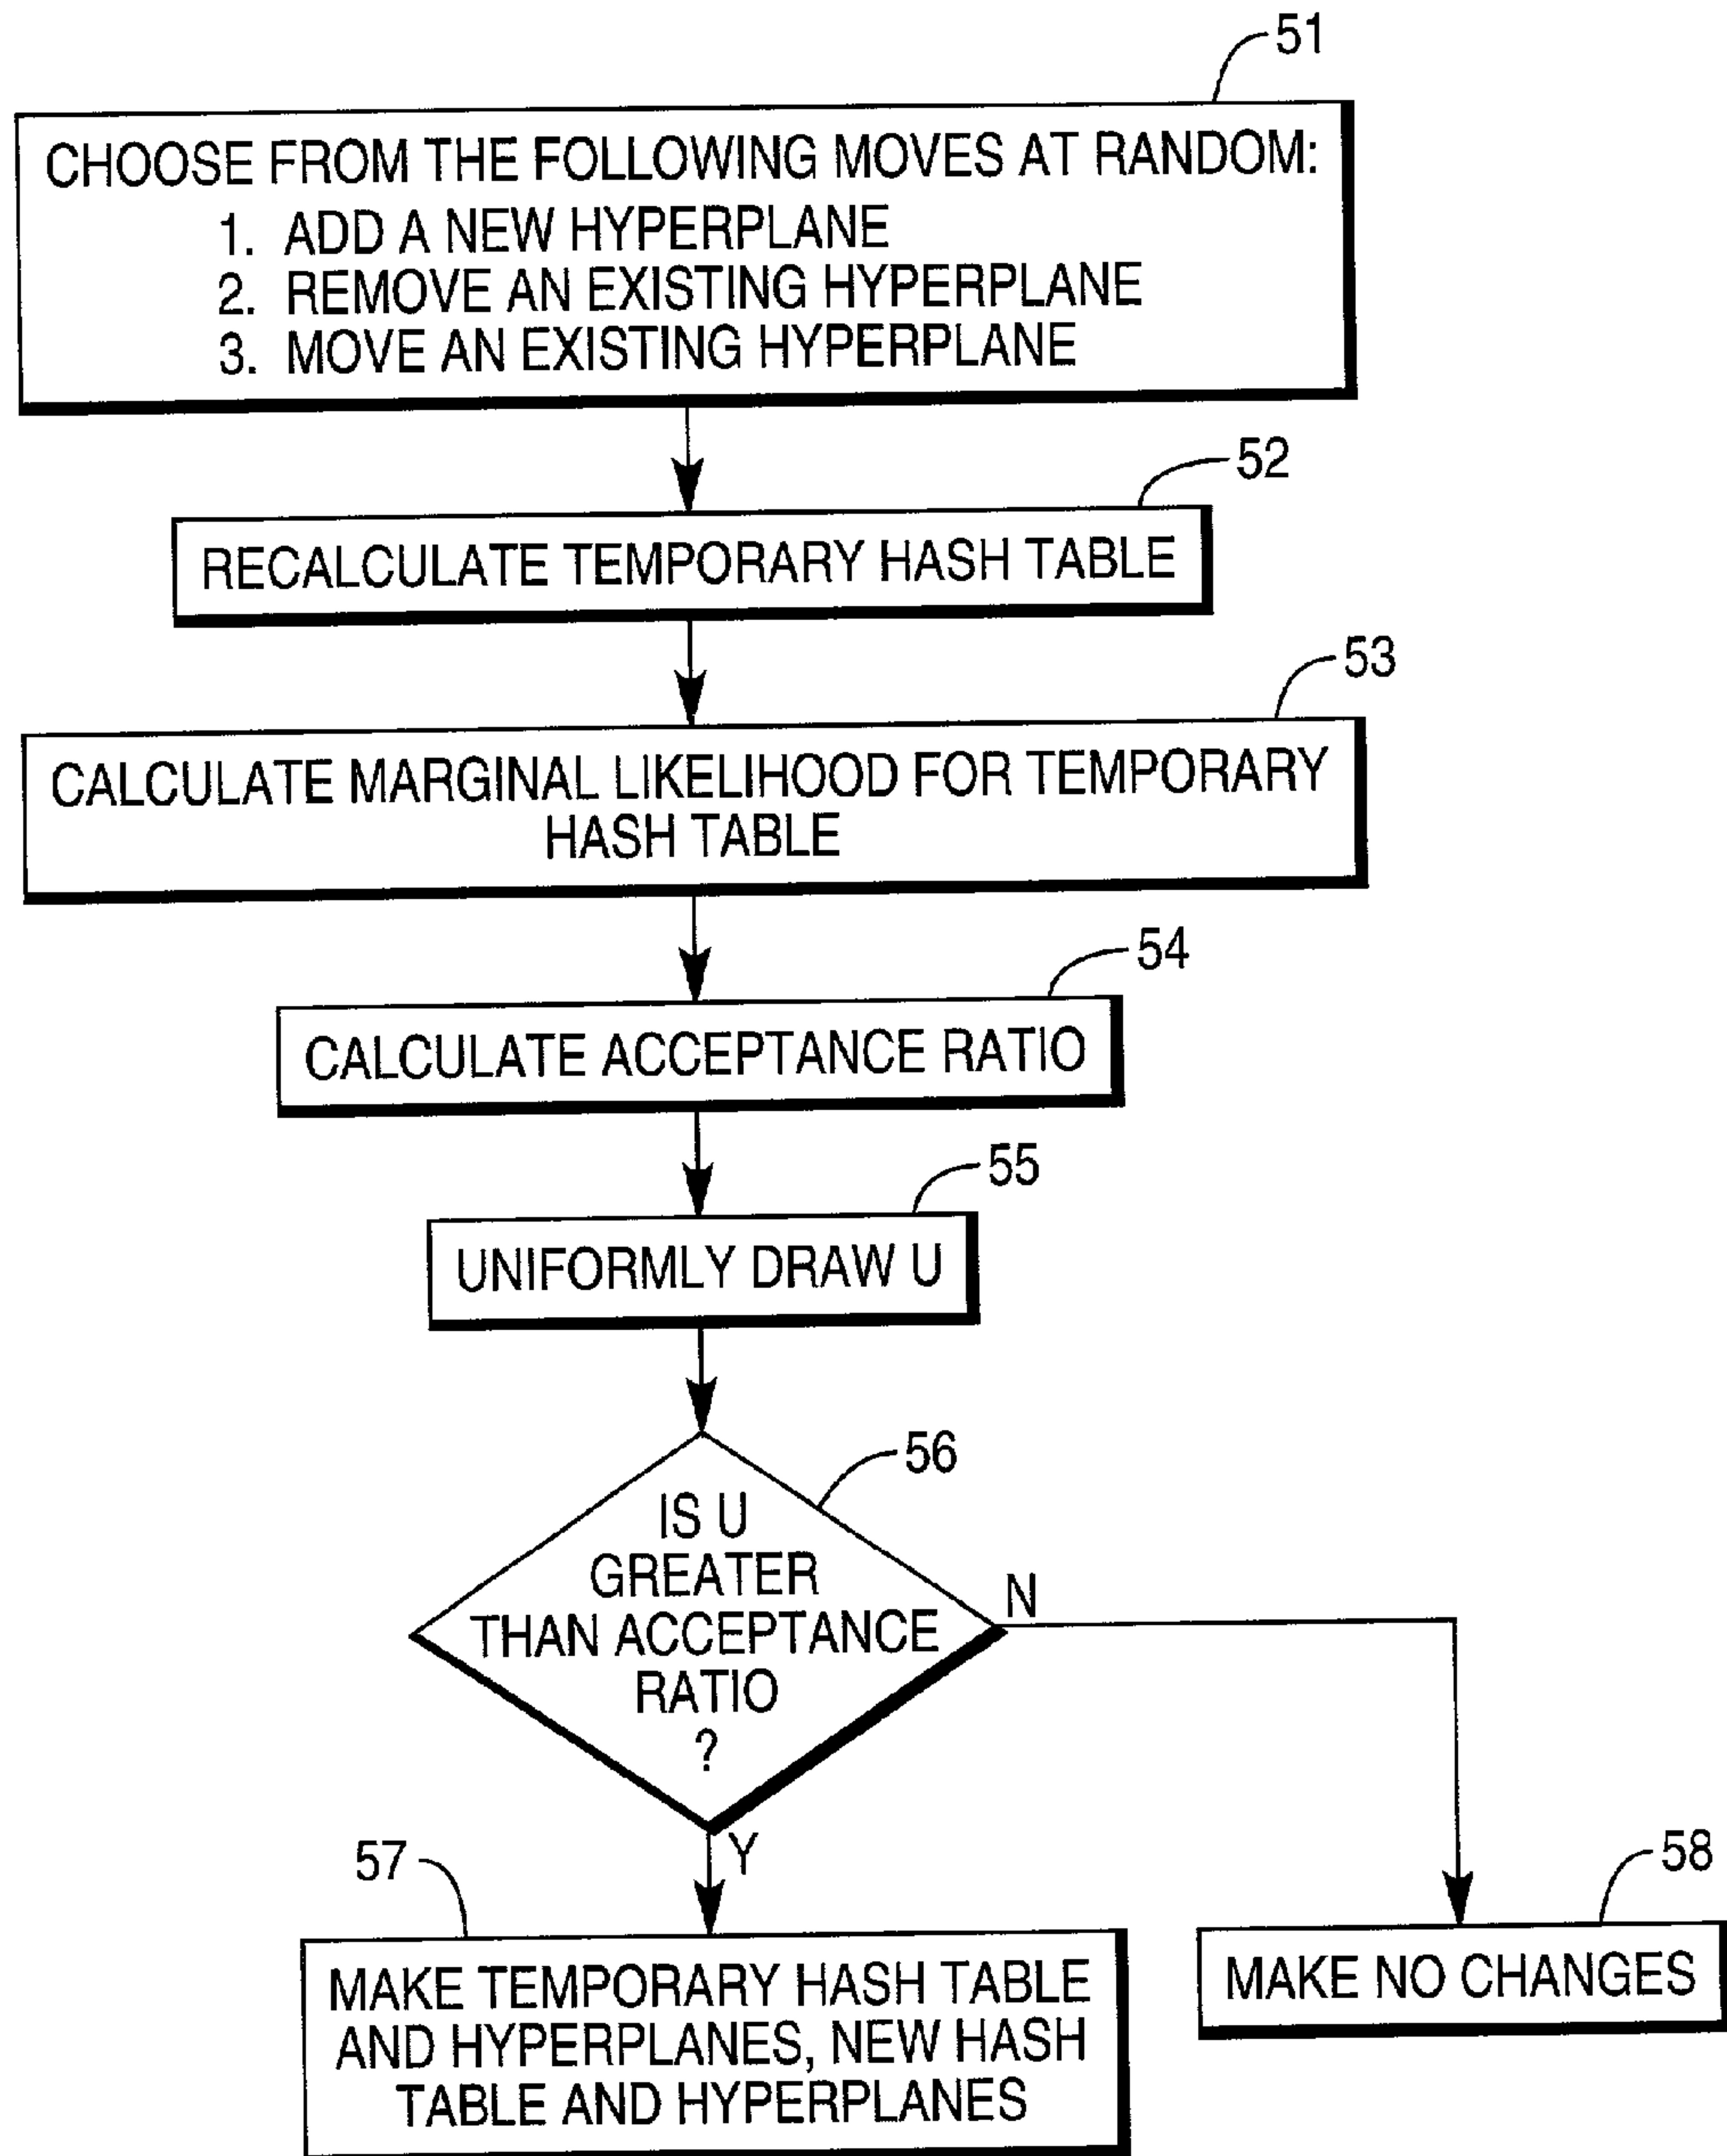 51
CHOOSE FROM THE FOLLOWING MOVES AT RANDOM:
1. ADD A NEW HYPERPLANE
2. REMOVE AN EXISTING HYPERPLANE
3. MOVE AN EXISTING HYPERPLANE
52
RECALCULATE TEMPORARY HASH TABLE
53
CALCULATE MARGINAL LIKELIHOOD FOR TEMPORARY
HASH TABLE
54
CALCULATE ACCEPTANCE RATIO
55
UNIFORMLY DRAW U
56
IS U
GREATER
THAN ACCEPTANCE
RATIO
?
N
Y
57
MAKE TEMPORARY HASH TABLE
AND HYPERPLANES, NEW HASH
TABLE AND HYPERPLANES
58
MAKE NO CHANGES